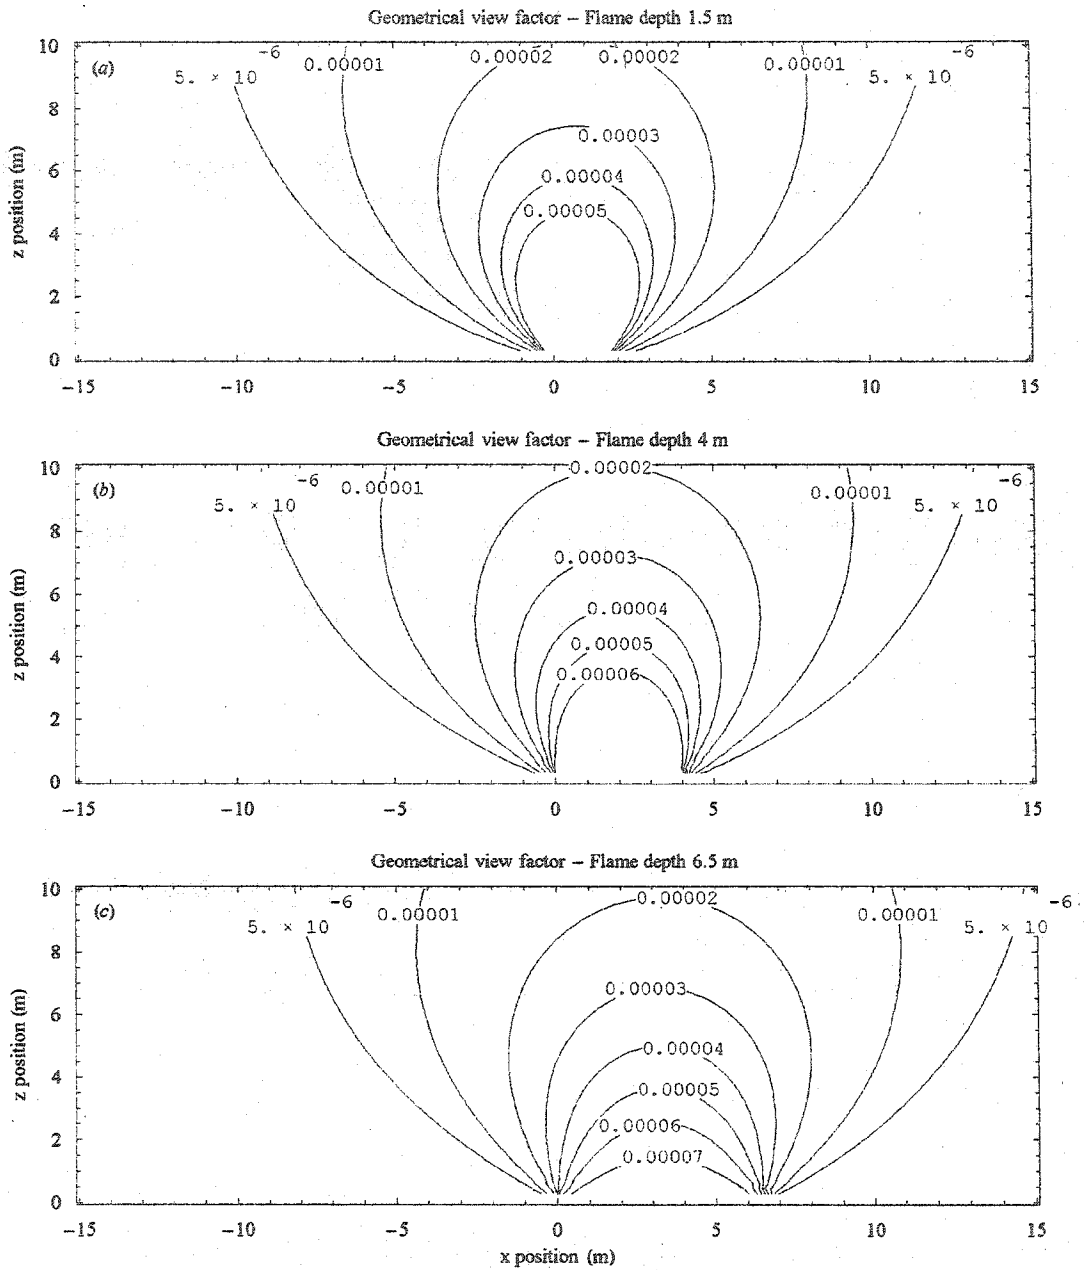 Geometrical view factor – Flame depth 1.5 m
(a)
5. × 10 -6
0.00001
0.00002
0.00002
0.00001
5. × 10 -6
0.00003
0.00004
0.00005
10
8
6
4
2
0
z position (m)
−15 −10 −5 0 5 10 15
Geometrical view factor – Flame depth 4 m
(b)
5. × 10 -6
0.00001
0.00002
0.00001
5. × 10 -6
0.00003
0.00004
0.00005
0.00006
10
8
6
4
2
0
z position (m)
−15 −10 −5 0 5 10 15
Geometrical view factor – Flame depth 6.5 m
(c)
5. × 10 -6
0.00001
0.00002
0.00001
5. × 10 -6
0.00003
0.00004
0.00005
0.00006
0.00007
10
8
6
4
2
0
z position (m)
−15 −10 −5 0 5 10 15
x position (m)